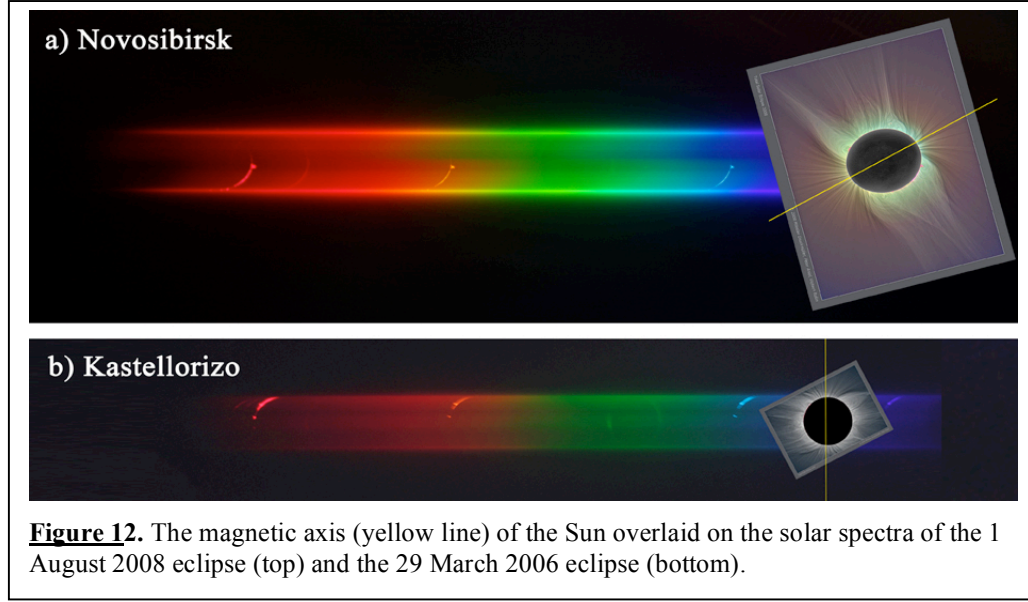 a) Novosibirsk
b) Kastellorizo
Figure 12. The magnetic axis (yellow line) of the Sun overlaid on the solar spectra of the 1
August 2008 eclipse (top) and the 29 March 2006 eclipse (bottom).